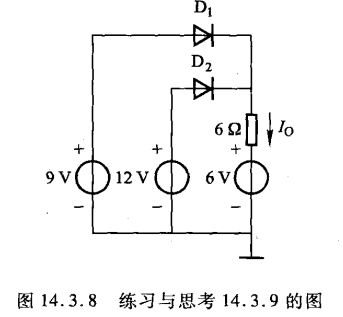 D₁
D₂
6 Ω
I_O
+ + +
9 V 12 V 6 V
− − −
图 14.3.8 练习与思考 14.3.9 的图